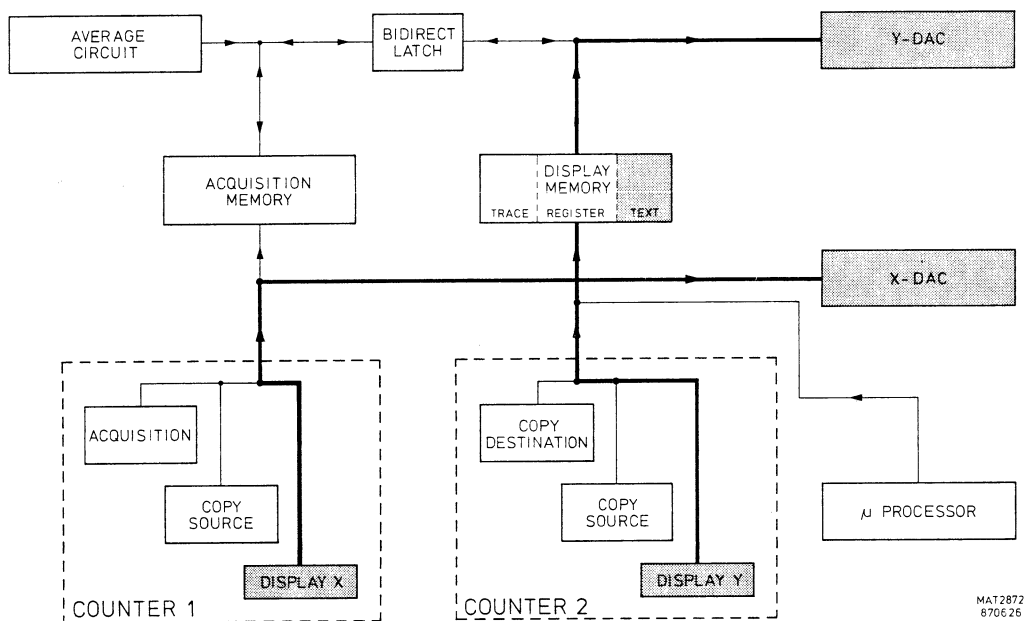 AVERAGE
CIRCUIT
BIDIRECT
LATCH
Y-DAC
ACQUISITION
MEMORY
DISPLAY
MEMORY
TRACE
REGISTER
TEXT
X-DAC
ACQUISITION
COPY
SOURCE
DISPLAY X
COUNTER 1
COPY
DESTINATION
COPY
SOURCE
DISPLAY Y
COUNTER 2
μ PROCESSOR
MAT2872
870626